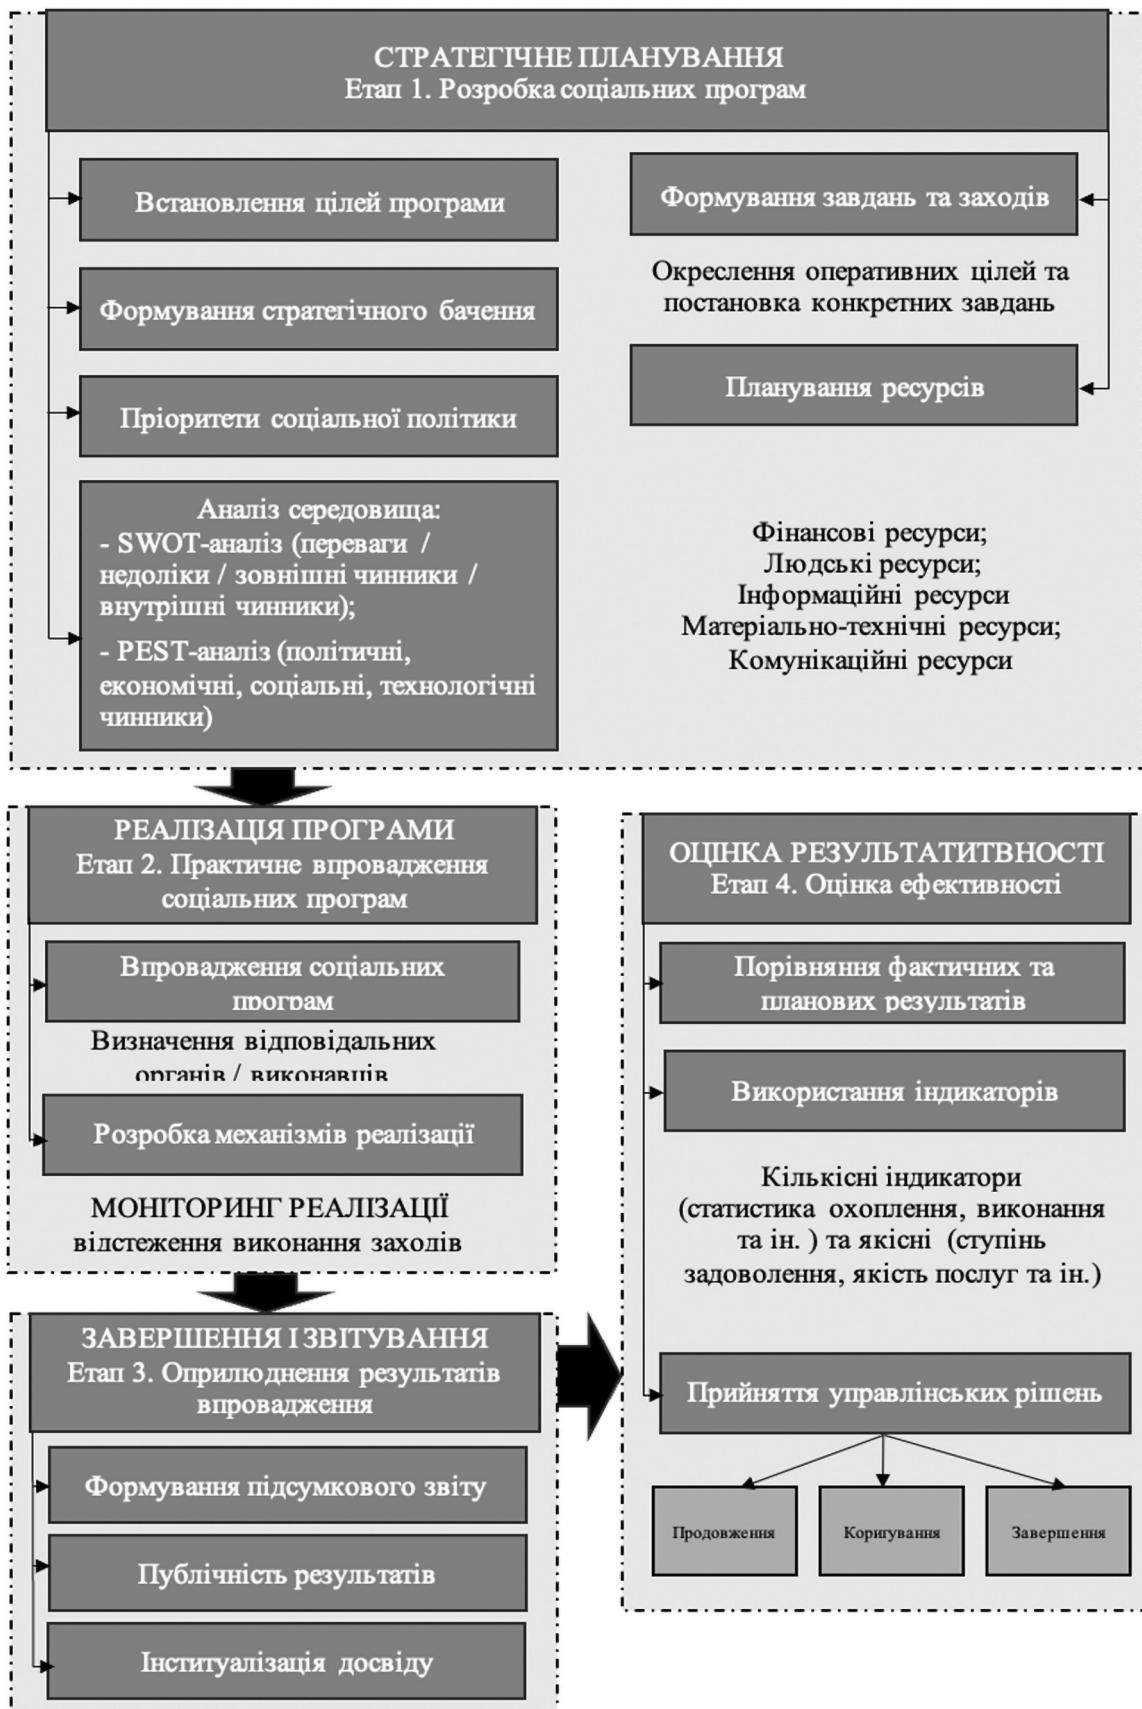 СТРАТЕГІЧНЕ ПЛАНУВАННЯ
Етап 1. Розробка соціальних програм
Встановлення цілей програми
Формування стратегічного бачення
Пріоритети соціальної політики
Аналіз середовища:
- SWOT-аналіз (переваги /
недоліки / зовнішні чинники /
внутрішні чинники);
- PEST-аналіз (політичні,
економічні, соціальні, технологічні
чинники)
Формування завдань та заходів
Окреслення оперативних цілей та
постановка конкретних завдань
Планування ресурсів
Фінансові ресурси;
Людські ресурси;
Інформаційні ресурси
Матеріально-технічні ресурси;
Комунікаційні ресурси
РЕАЛІЗАЦІЯ ПРОГРАМИ
Етап 2. Практичне впровадження
соціальних програм
Впровадження соціальних
програм
Визначення відповідальних
органів / виконавців
Розробка механізмів реалізації
МОНІТОРИНГ РЕАЛІЗАЦІЇ
відстеження виконання заходів
ЗАВЕРШЕННЯ І ЗВІТУВАННЯ
Етап 3. Оприлюднення результатів
впровадження
Формування підсумкового звіту
Публічність результатів
Інституалізація досвіду
ОЦІНКА РЕЗУЛЬТАТИТВНОСТІ
Етап 4. Оцінка ефективності
Порівняння фактичних та
планових результатів
Використання індикаторів
Кількісні індикатори
(статистика охоплення, виконання
та ін. ) та якісні (ступінь
задоволення, якість послуг та ін.)
Прийняття управлінських рішень
Продовження
Коригування
Завершення